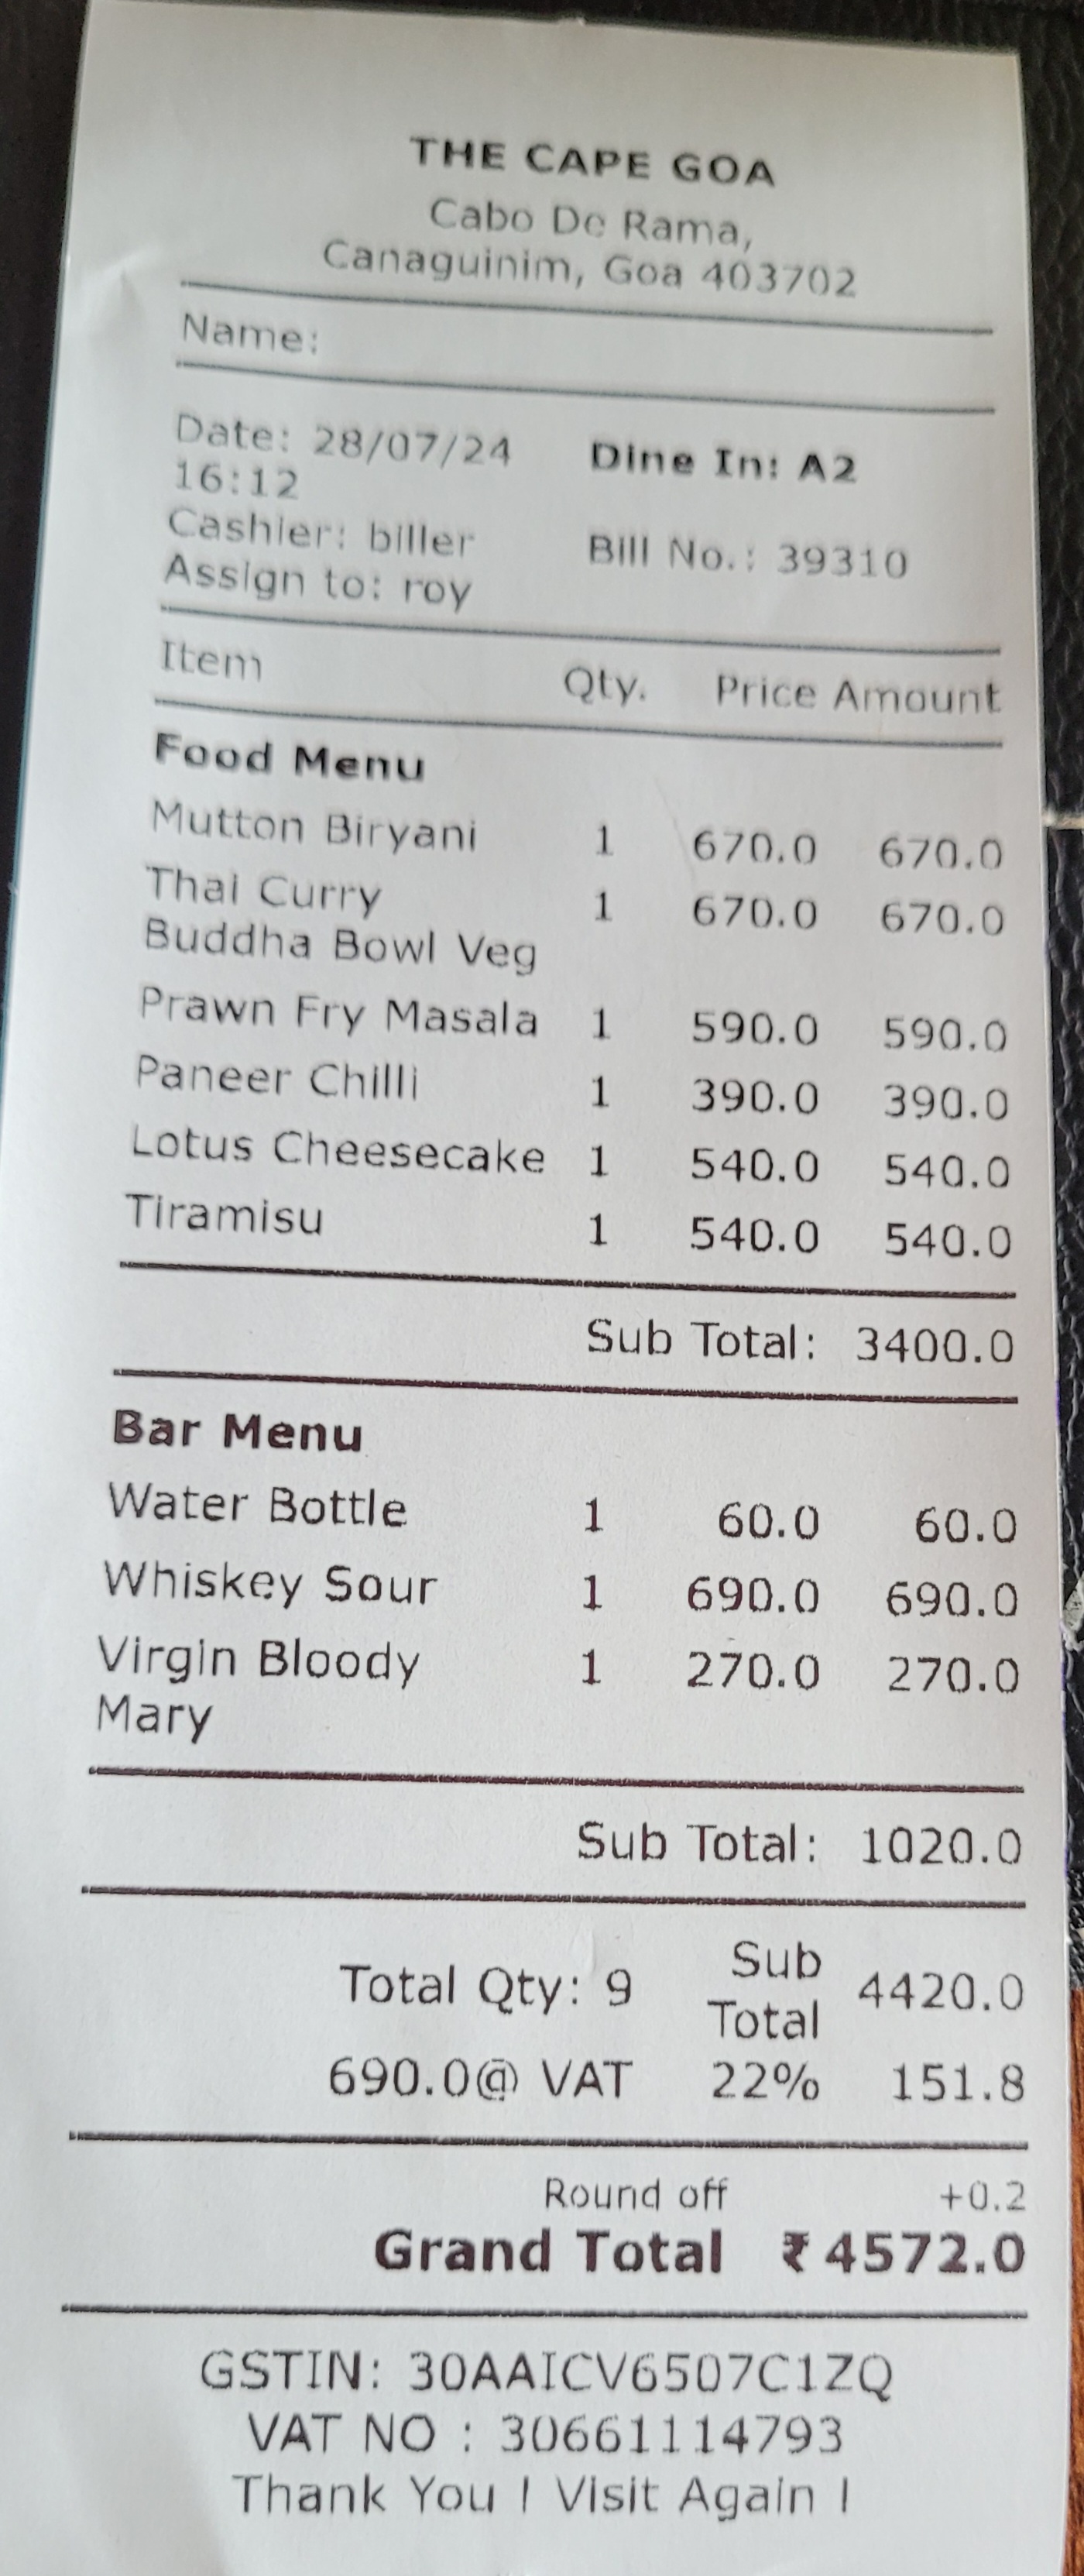 THE CAPE GOA
Cabo De Rama,
Canaguinim, Goa 403702
Name:
Date: 28/07/24 Dine In: A2
16:12
Cashier: biller Bill No.: 39310
Assign to: roy
Item Qty. Price Amount
Food Menu
Mutton Biryani 1 670.0 670.0
Thai Curry 1 670.0 670.0
Buddha Bowl Veg
Prawn Fry Masala 1 590.0 590.0
Paneer Chilli 1 390.0 390.0
Lotus Cheesecake 1 540.0 540.0
Tiramisu 1 540.0 540.0
Sub Total: 3400.0
Bar Menu
Water Bottle 1 60.0 60.0
Whiskey Sour 1 690.0 690.0
Virgin Bloody 1 270.0 270.0
Mary
Sub Total: 1020.0
Total Qty: 9 Sub Total 4420.0
690.0@ VAT 22% 151.8
Round off +0.2
Grand Total ₹4572.0
GSTIN: 30AAICV6507C1ZQ
VAT NO : 30661114793
Thank You ! Visit Again !